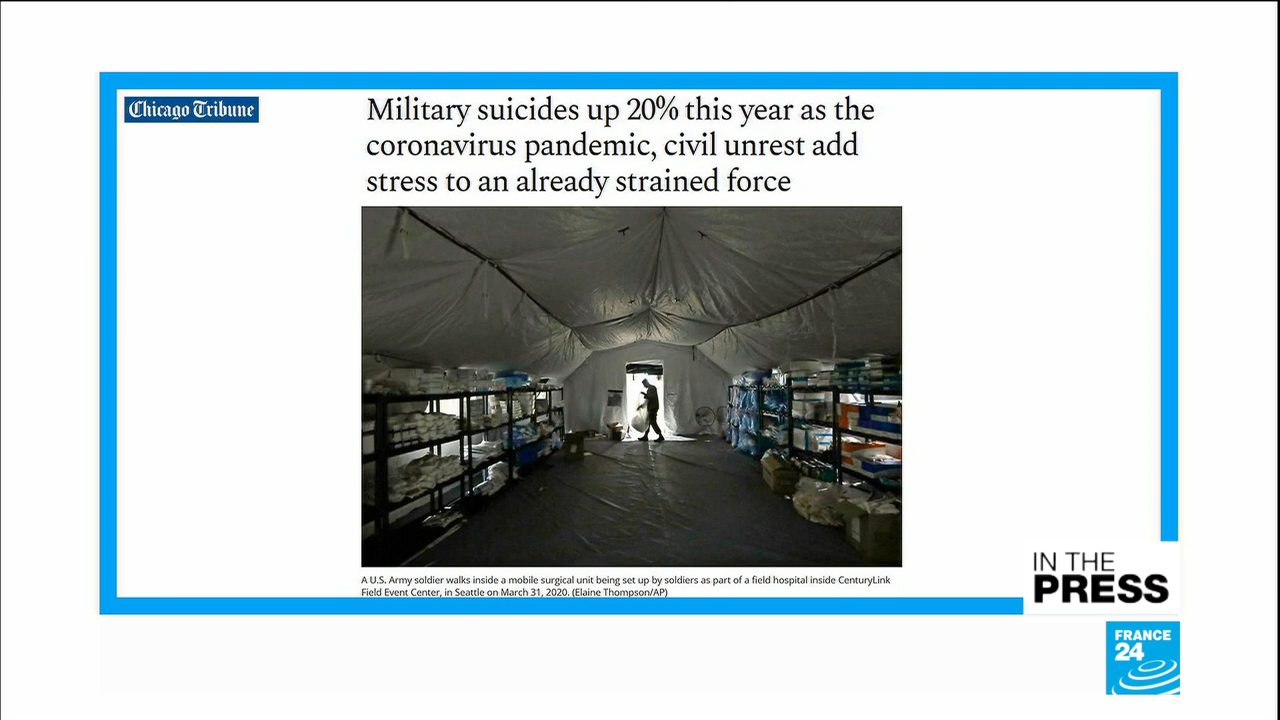 Chicago Tribune
Military suicides up 20% this year as the
coronavirus pandemic, civil unrest add
stress to an already strained force
A U.S. Army soldier walks inside a mobile surgical unit being set up by soldiers as part of a field hospital inside CenturyLink
Field Event Center, in Seattle on March 31, 2020. (Elaine Thompson/AP)
IN THE
PRESS
FRANCE
24